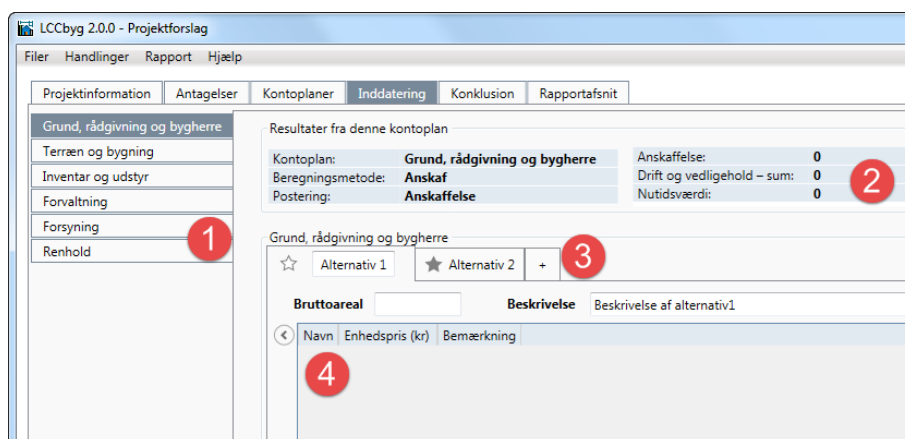 LCCbyg 2.0.0 - Projektforslag
Filer Handlinger Rapport Hjælp
Projektinformation Antagelser Kontoplaner Inddatering Konklusion Rapportafsnit
Grund, rådgivning og bygherre
Terræn og bygning
Inventar og udstyr
Forvaltning
Forsyning
Renhold
1
Resultater fra denne kontoplan
Kontoplan: Grund, rådgivning og bygherre
Beregningsmetode: Anskaf
Postering: Anskaffelse
Anskaffelse: 0
Drift og vedligehold – sum: 0
Nutidsværdi: 0
2
Grund, rådgivning og bygherre
Alternativ 1 Alternativ 2 +
3
Bruttoareal Beskrivelse Beskrivelse af alternativ1
Navn Enhedspris (kr) Bemærkning
4